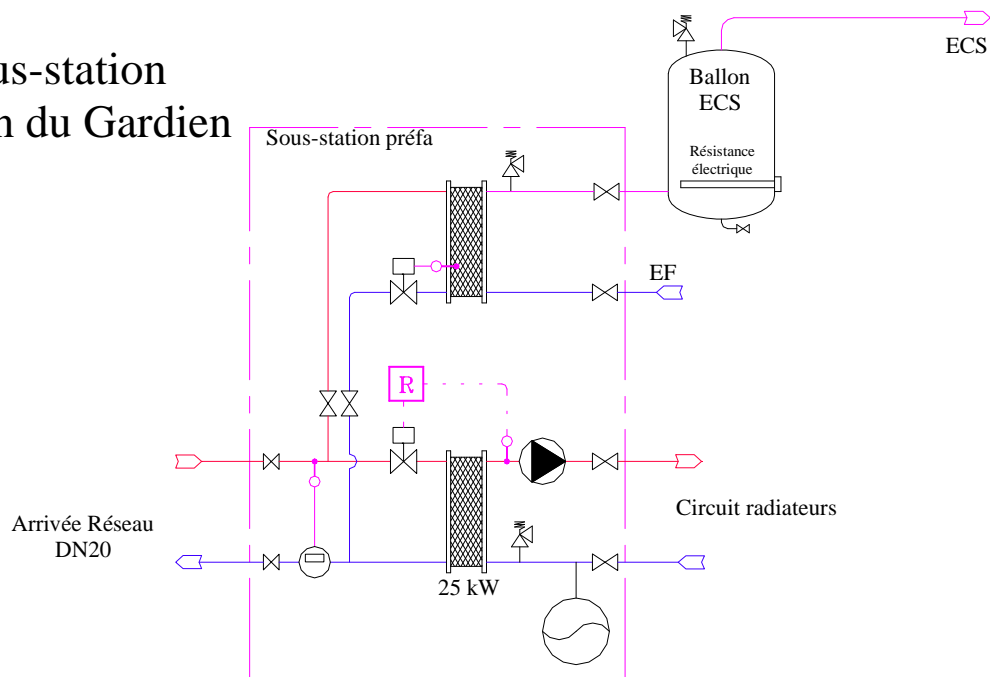 us-station
n du Gardien
Sous-station préfa
ECS
Ballon
ECS
Résistance
électrique
EF
R
Arrivée Réseau
DN20
Circuit radiateurs
25 kW